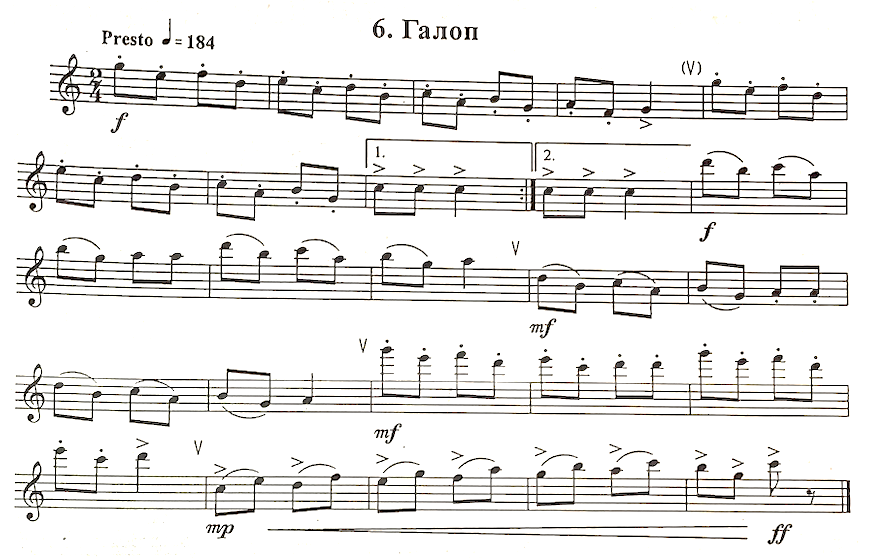 6. Галоп
Presto ♩ = 184
(V)
f
1.
2.
f
V
mf
V
mf
V
mp
ff